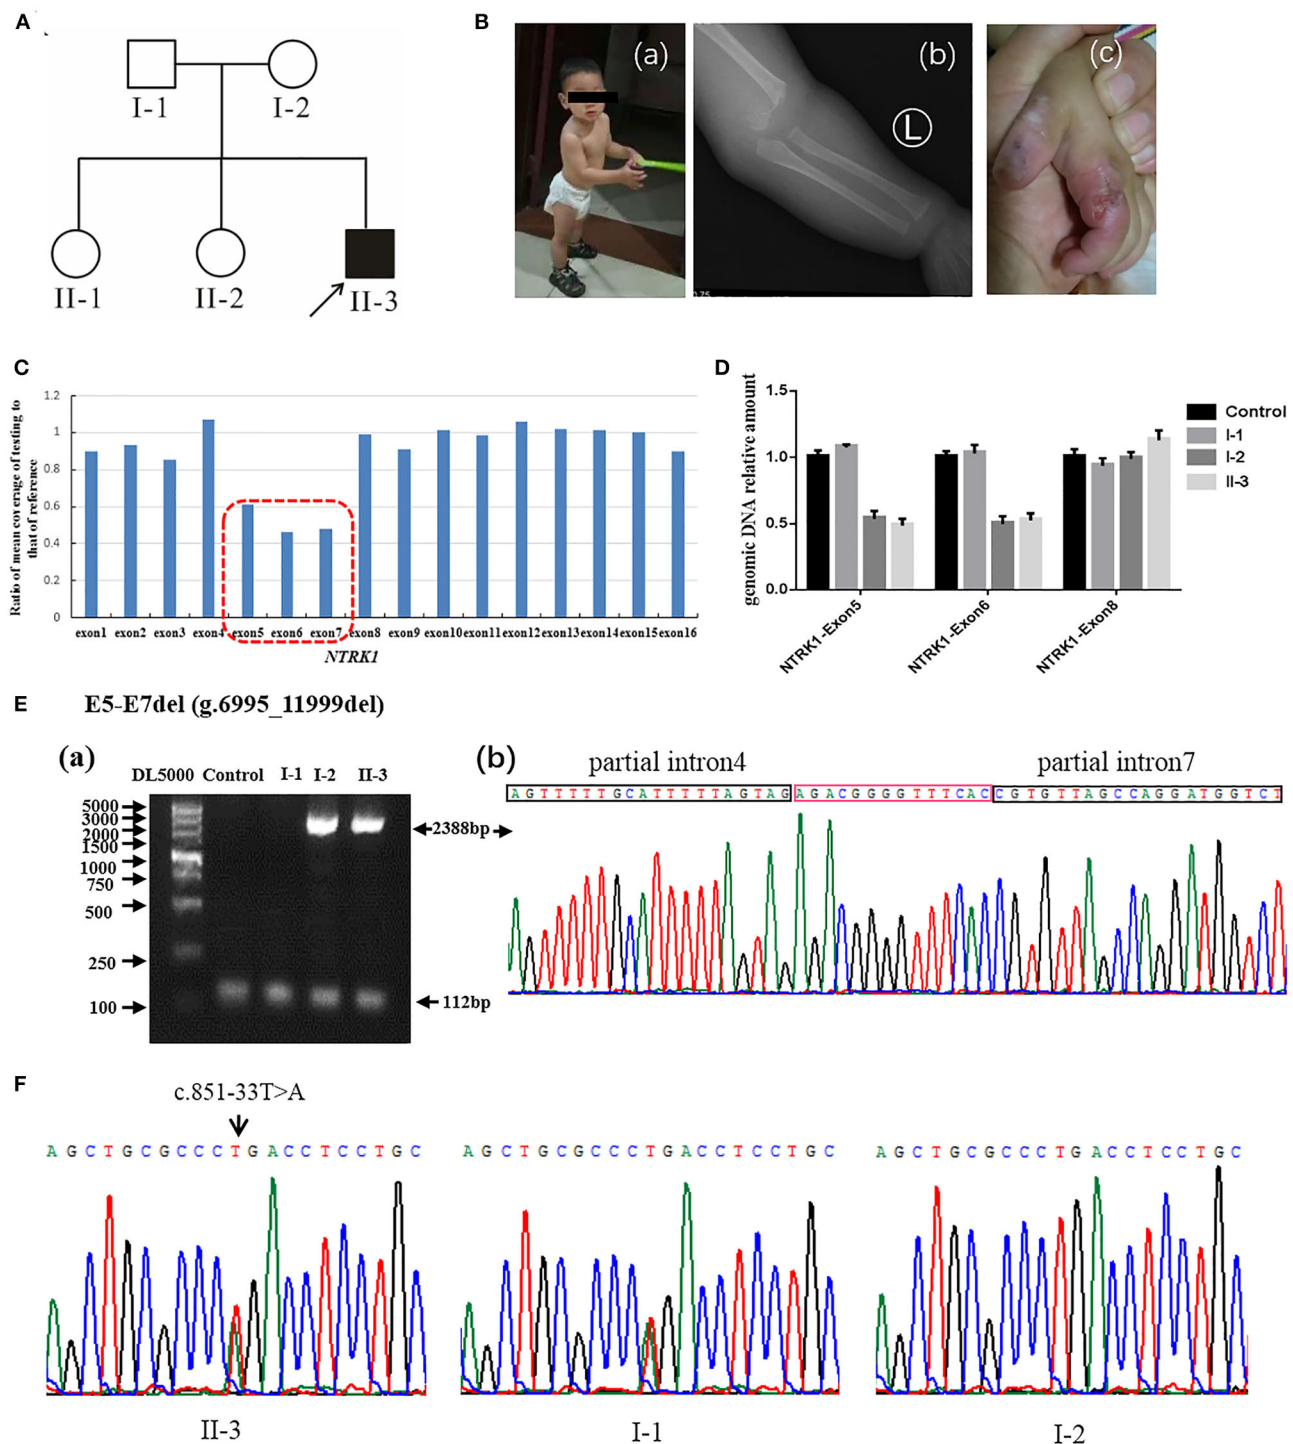 A
I-1
I-2
II-1
II-2
II-3
B
(a)
(b)
L
(c)
C
Ratio of mean coverage of testing to
that of reference
1.2
1
0.8
0.6
0.4
0.2
0
exon1 exon2 exon3 exon4 exon5 exon6 exon7 exon8 exon9 exon10 exon11 exon12 exon13 exon14 exon15 exon16
NTRK1
D
genomic DNA relative amount
1.5
1.0
0.5
0.0
NTRK1-Exon5
NTRK1-Exon6
NTRK1-Exon8
Control
I-1
I-2
II-3
E
E5-E7del (g.6995_11999del)
(a)
DL5000 Control I-1 I-2 II-3
5000
3000
2000
1500
1000
750
500
250
100
2388bp
112bp
(b)
partial intron4
partial intron7
AGTTTTTGCATTTTTAGTAG AGACGGGGTTTCAC CGTGTTAGCCAGGATGGTCT
F
c.851-33T>A
A G C T G C G C C C T G A C C T C C T G C
A G C T G C G C C C T G A C C T C C T G C
A G C T G C G C C C T G A C C T C C T G C
II-3
I-1
I-2